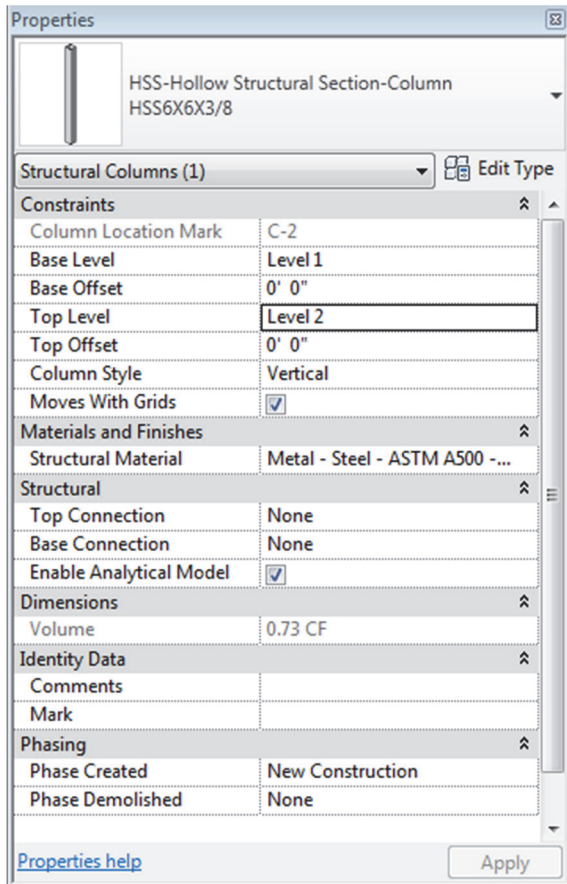 Properties
HSS-Hollow Structural Section-Column
HSS6X6X3/8
Structural Columns (1) Edit Type
Constraints
Column Location Mark C-2
Base Level Level 1
Base Offset 0' 0"
Top Level Level 2
Top Offset 0' 0"
Column Style Vertical
Moves With Grids
Materials and Finishes
Structural Material Metal - Steel - ASTM A500 -...
Structural
Top Connection None
Base Connection None
Enable Analytical Model
Dimensions
Volume 0.73 CF
Identity Data
Comments
Mark
Phasing
Phase Created New Construction
Phase Demolished None
Properties help Apply